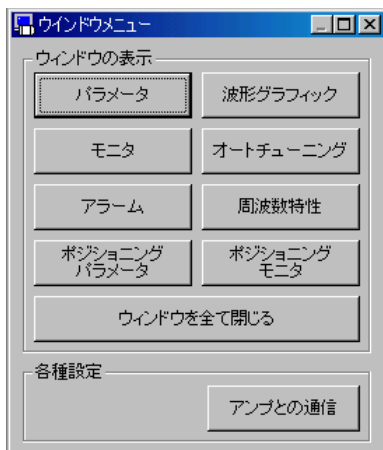 ウインドウメニュー
ウィンドウの表示
パラメータ
波形グラフィック
モニタ
オートチューニング
アラーム
周波数特性
ポジショニング
パラメータ
ポジショニング
モニタ
ウィンドウを全て閉じる
各種設定
アンプとの通信